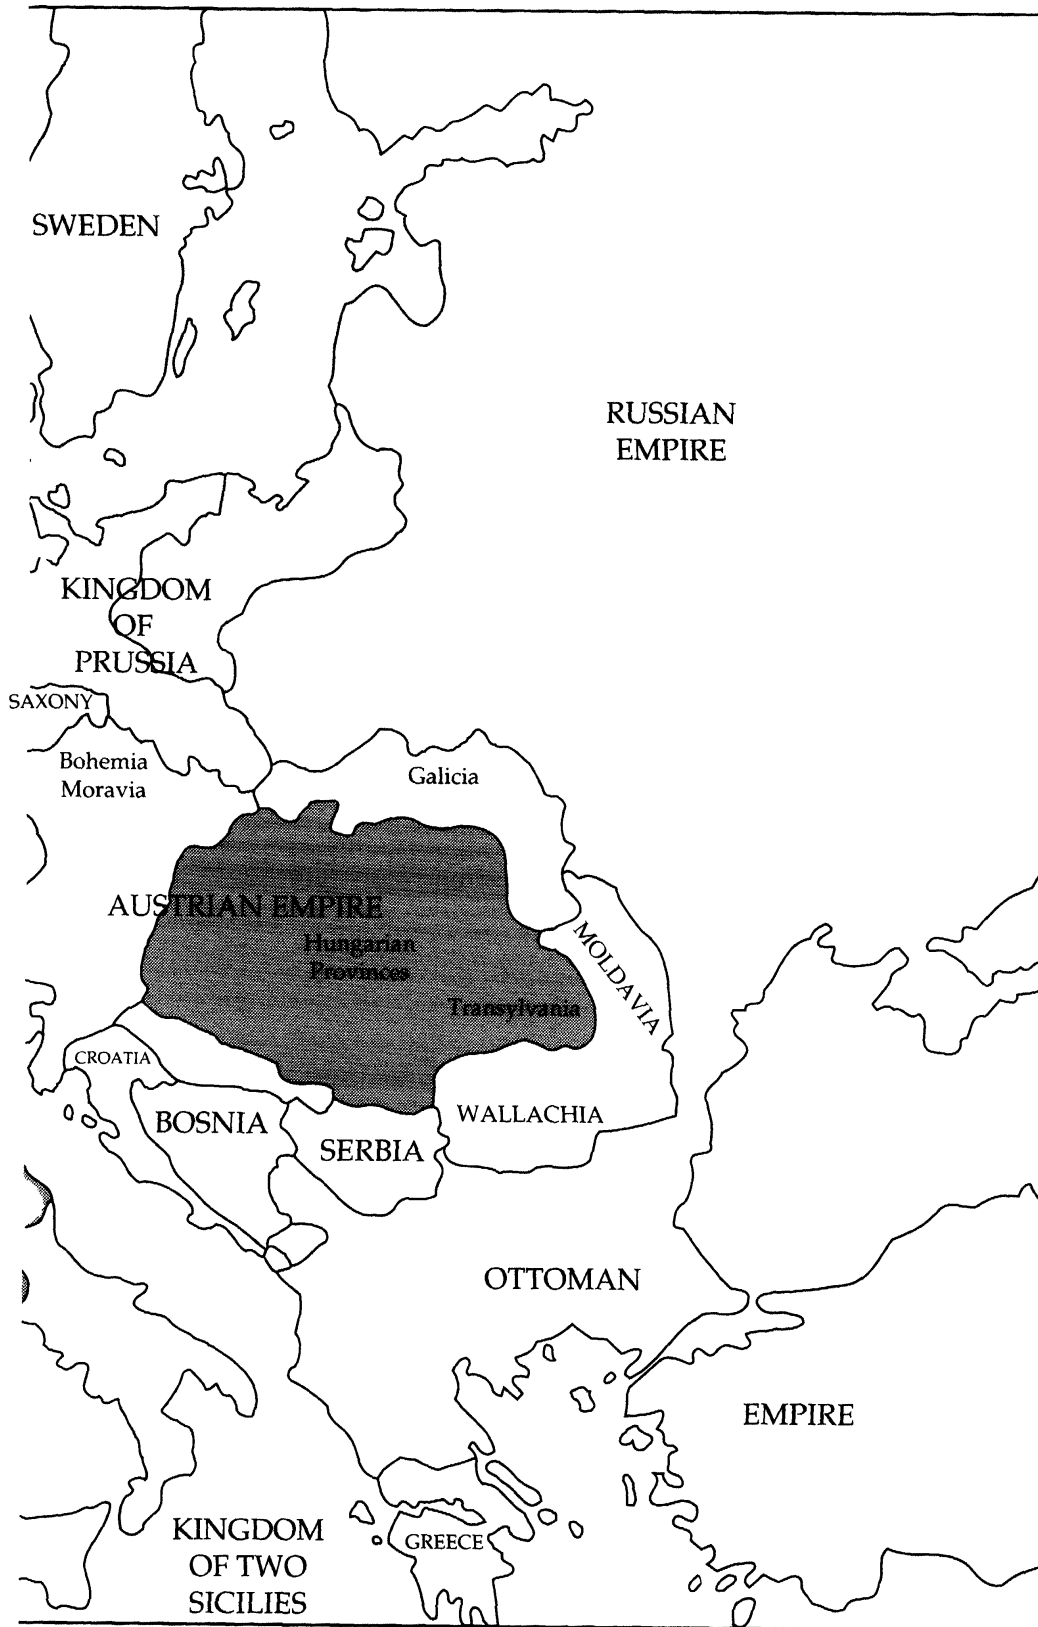 SWEDEN
RUSSIAN
EMPIRE
KINGDOM
OF
PRUSSIA
SAXONY
Bohemia
Moravia
Galicia
AUSTRIAN EMPIRE
Hungarian
Provinces
Transylvania
MOLDAVIA
CROATIA
BOSNIA
SERBIA
WALLACHIA
OTTOMAN
EMPIRE
KINGDOM
OF TWO
SICILIES
GREECE